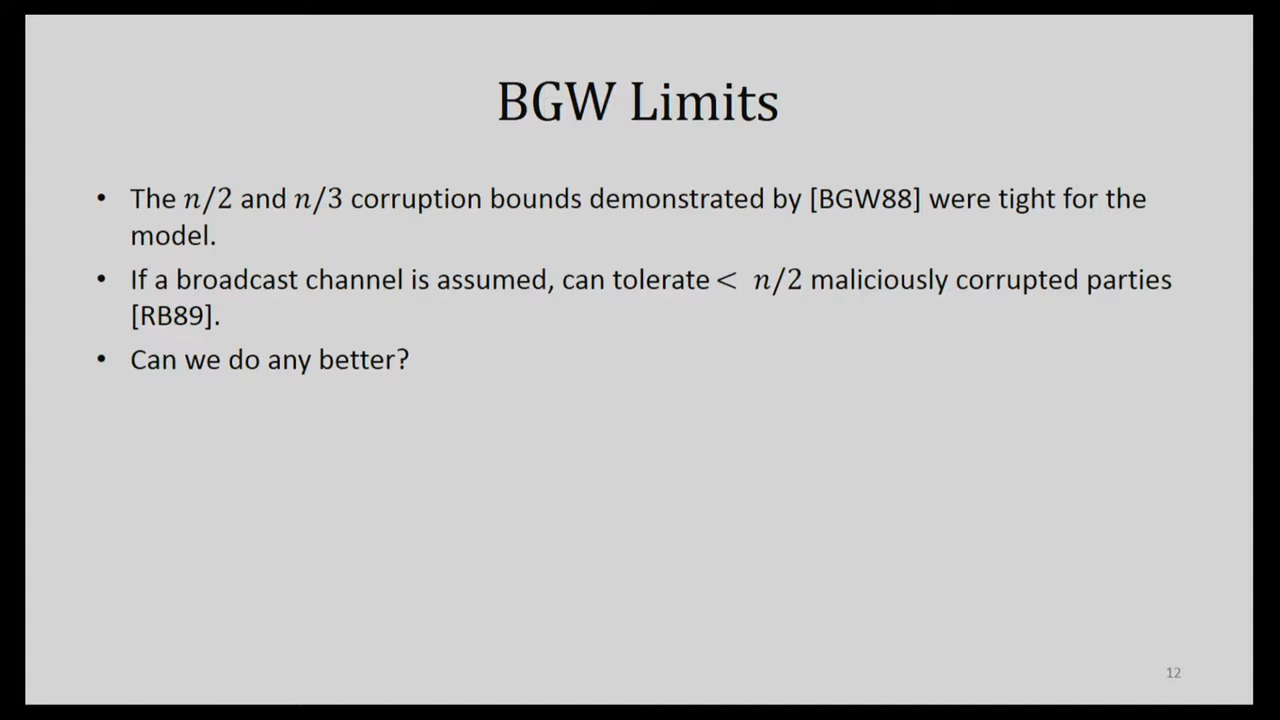 BGW Limits
• The n/2 and n/3 corruption bounds demonstrated by [BGW88] were tight for the
model.
• If a broadcast channel is assumed, can tolerate < n/2 maliciously corrupted parties
[RB89].
• Can we do any better?
12